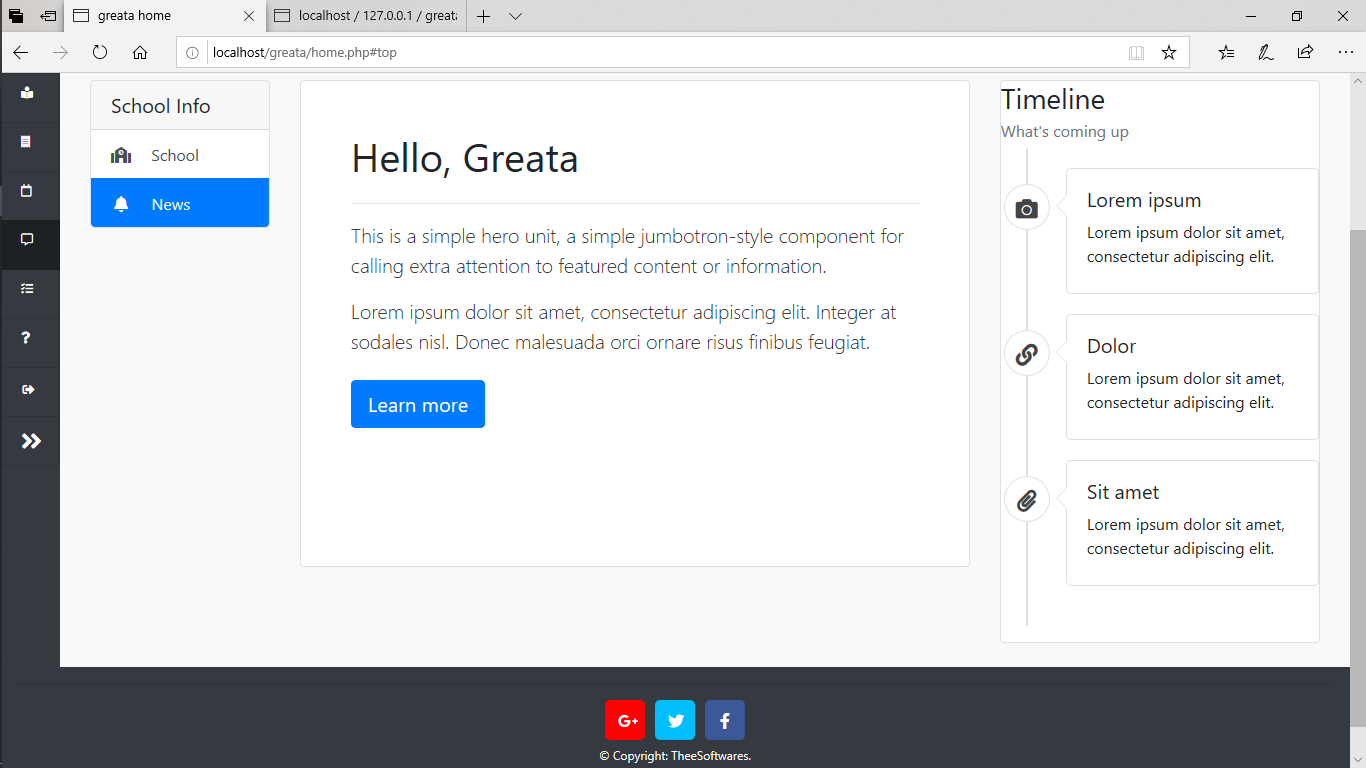 greata home
localhost / 127.0.0.1 / greata
localhost/greata/home.php#top
School Info
School
News
Hello, Greata
This is a simple hero unit, a simple jumbotron-style component for
calling extra attention to featured content or information.
Lorem ipsum dolor sit amet, consectetur adipiscing elit. Integer at
sodales nisl. Donec malesuada orci ornare risus finibus feugiat.
Learn more
Timeline
What's coming up
Lorem ipsum
Lorem ipsum dolor sit amet,
consectetur adipiscing elit.
Dolor
Lorem ipsum dolor sit amet,
consectetur adipiscing elit.
Sit amet
Lorem ipsum dolor sit amet,
consectetur adipiscing elit.
G+
© Copyright: TheeSoftwares.